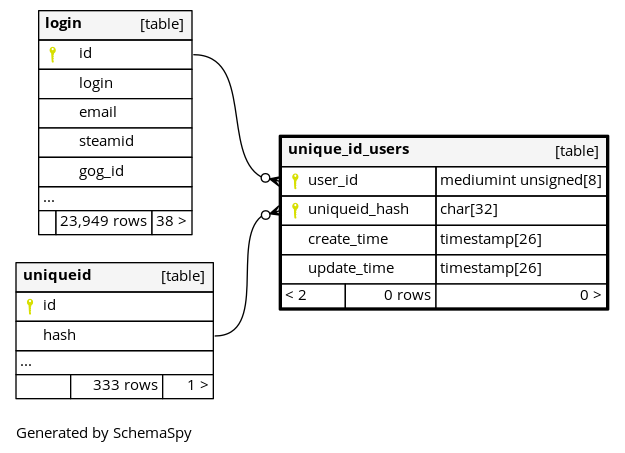 login [table]
id
login
email
steamid
gog_id
...
23,949 rows 38 >
unique_id_users [table]
user_id mediumint unsigned[8]
uniqueid_hash char[32]
create_time timestamp[26]
update_time timestamp[26]
< 2 0 rows 0 >
uniqueid [table]
id
hash
...
333 rows 1 >
Generated by SchemaSpy